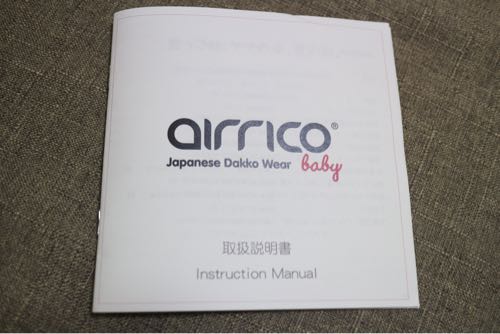 airrico®
Japanese Dakko Wear baby
取扱説明書
Instruction Manual